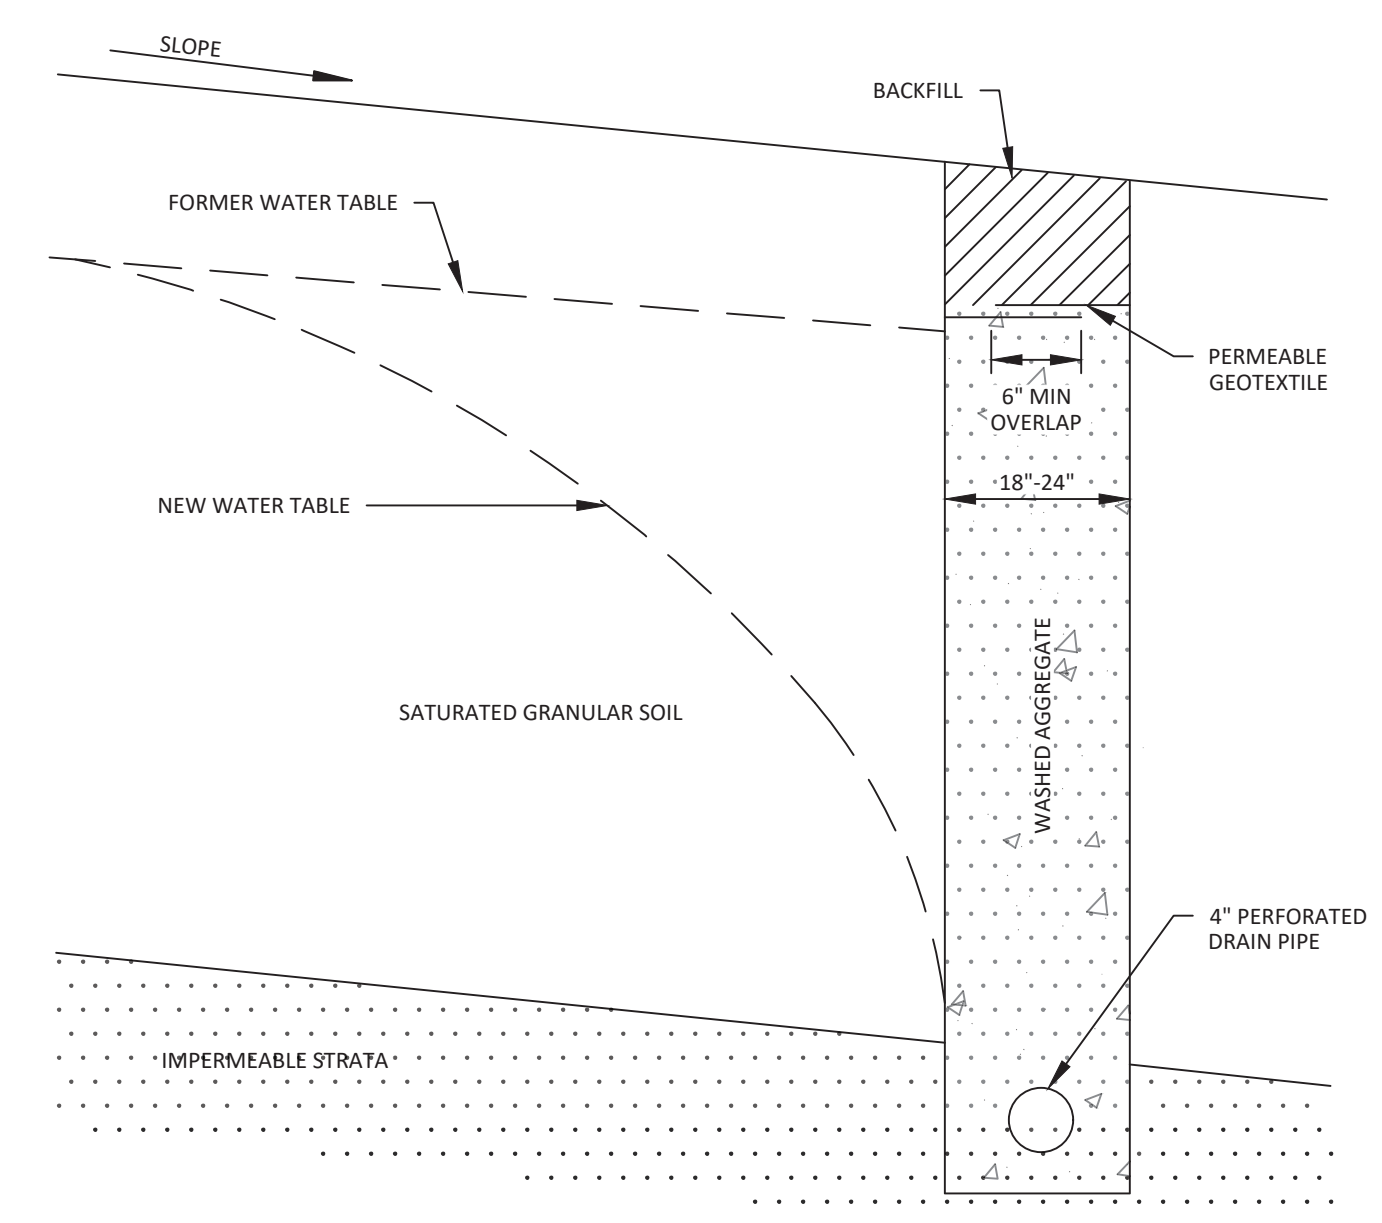 SLOPE
BACKFILL
FORMER WATER TABLE
PERMEABLE
GEOTEXTILE
6" MIN
OVERLAP
18"-24"
NEW WATER TABLE
WASHED AGGREGATE
SATURATED GRANULAR SOIL
4" PERFORATED
DRAIN PIPE
IMPERMEABLE STRATA